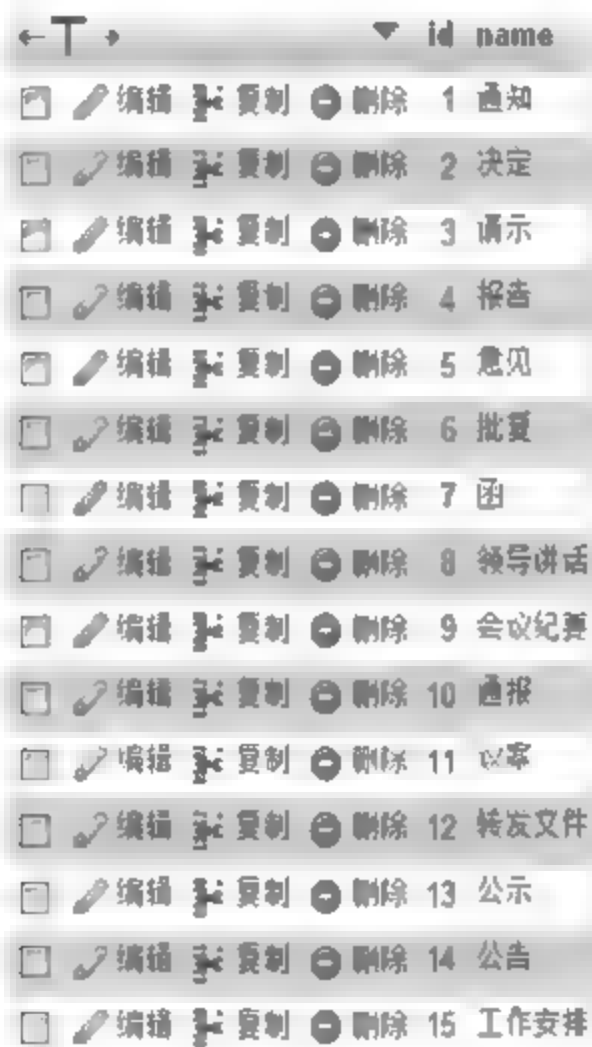 ←T→ ▼ id name
编辑 复制 删除 1 通知
编辑 复制 删除 2 决定
编辑 复制 删除 3 请示
编辑 复制 删除 4 报告
编辑 复制 删除 5 意见
编辑 复制 删除 6 批复
编辑 复制 删除 7 函
编辑 复制 删除 8 领导讲话
编辑 复制 删除 9 会议纪要
编辑 复制 删除 10 通报
编辑 复制 删除 11 议案
编辑 复制 删除 12 转发文件
编辑 复制 删除 13 公示
编辑 复制 删除 14 公告
编辑 复制 删除 15 工作安排